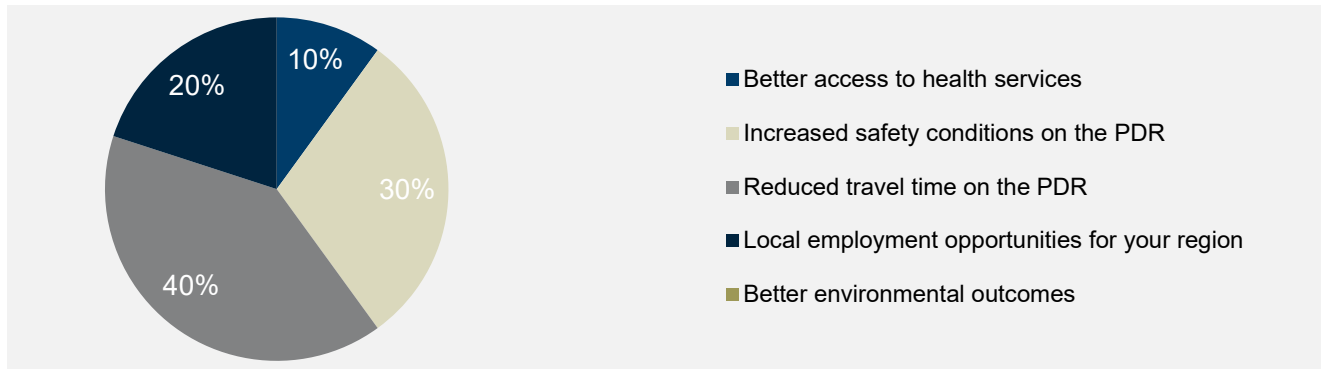 10%
20%
30%
40%
Better access to health services
Increased safety conditions on the PDR
Reduced travel time on the PDR
Local employment opportunities for your region
Better environmental outcomes